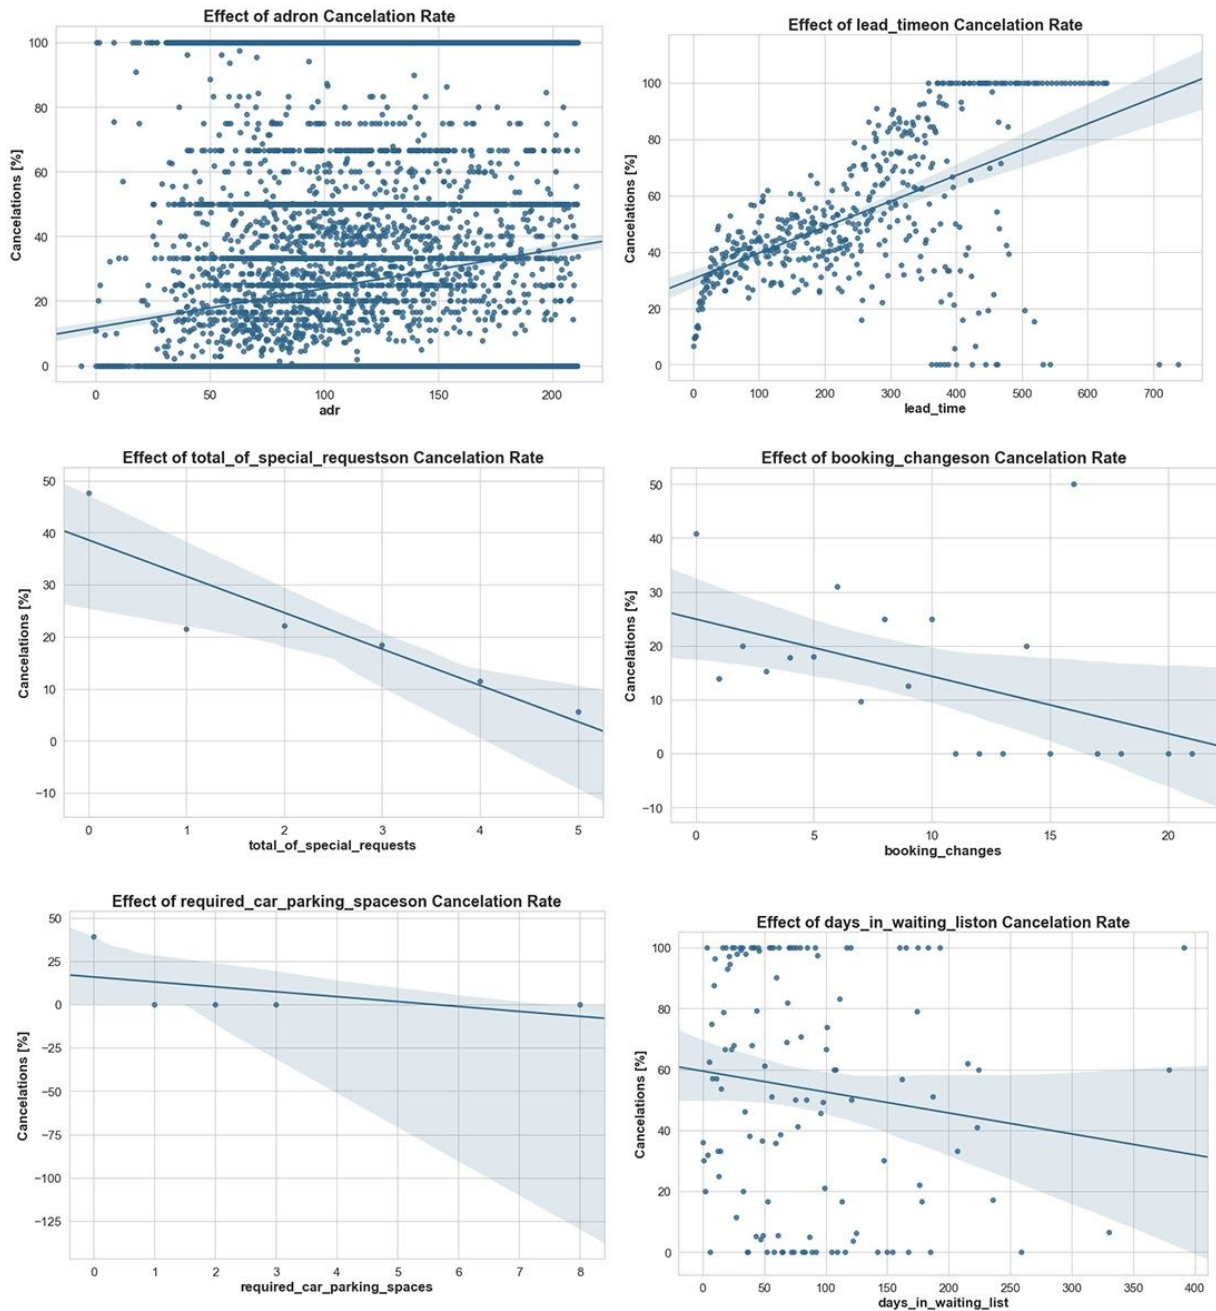 Effect of adron Cancelation Rate
100
80
60
40
20
0
Cancelations [%]
0 50 100 150 200
adr
Effect of lead_timeon Cancelation Rate
100
80
60
40
20
0
Cancelations [%]
0 100 200 300 400 500 600 700
lead_time
Effect of total_of_special_requestson Cancelation Rate
50
40
30
20
10
0
−10
Cancelations [%]
0 1 2 3 4 5
total_of_special_requests
Effect of booking_changeson Cancelation Rate
50
40
30
20
10
0
−10
Cancelations [%]
0 5 10 15 20
booking_changes
Effect of required_car_parking_spaceson Cancelation Rate
50
25
0
−25
−50
−75
−100
−125
Cancelations [%]
0 1 2 3 4 5 6 7 8
required_car_parking_spaces
Effect of days_in_waiting_liston Cancelation Rate
100
80
60
40
20
0
Cancelations [%]
0 50 100 150 200 250 300 350 400
days_in_waiting_list